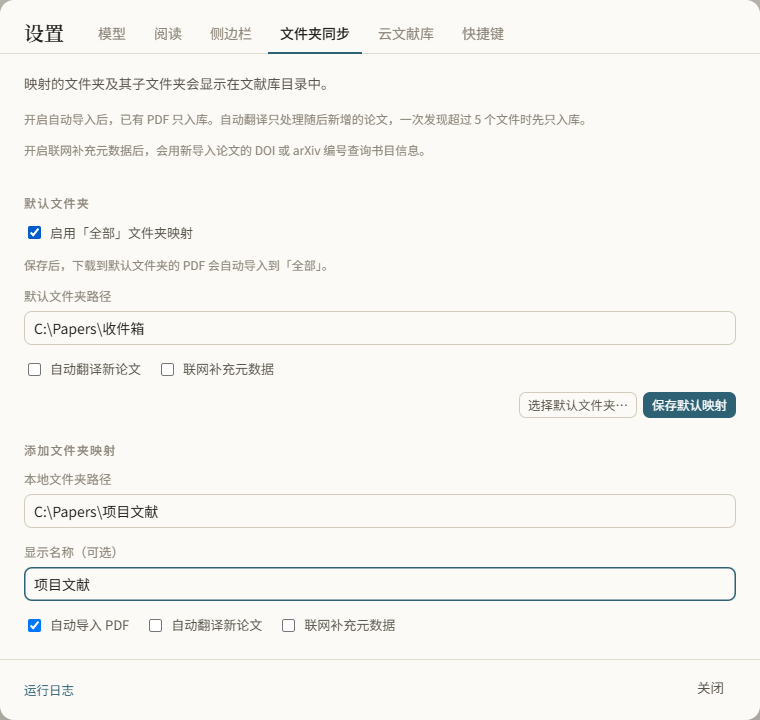 设置 模型 阅读 侧边栏 文件夹同步 云文献库 快捷键
映射的文件夹及其子文件夹会显示在文献库目录中。
开启自动导入后，已有 PDF 只入库。自动翻译只处理随后新增的论文，一次发现超过 5 个文件时先只入库。
开启联网补充元数据后，会用新导入论文的 DOI 或 arXiv 编号查询书目信息。
默认文件夹
启用「全部」文件夹映射
保存后，下载到默认文件夹的 PDF 会自动导入到「全部」。
默认文件夹路径
C:\Papers\收件箱
自动翻译新论文 联网补充元数据
选择默认文件夹… 保存默认映射
添加文件夹映射
本地文件夹路径
C:\Papers\项目文献
显示名称（可选）
项目文献
自动导入 PDF 自动翻译新论文 联网补充元数据
运行日志 关闭